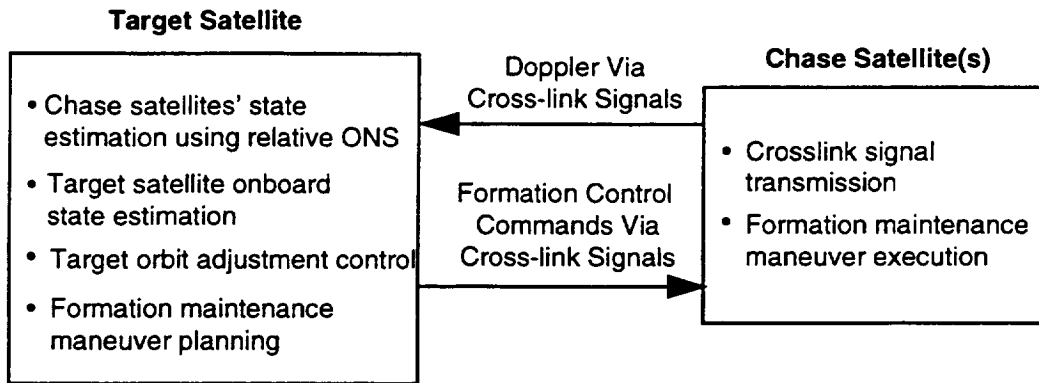 Target Satellite
• Chase satellites' state
estimation using relative ONS
• Target satellite onboard
state estimation
• Target orbit adjustment control
• Formation maintenance
maneuver planning
Doppler Via
Cross-link Signals
Formation Control
Commands Via
Cross-link Signals
Chase Satellite(s)
• Crosslink signal
transmission
• Formation maintenance
maneuver execution